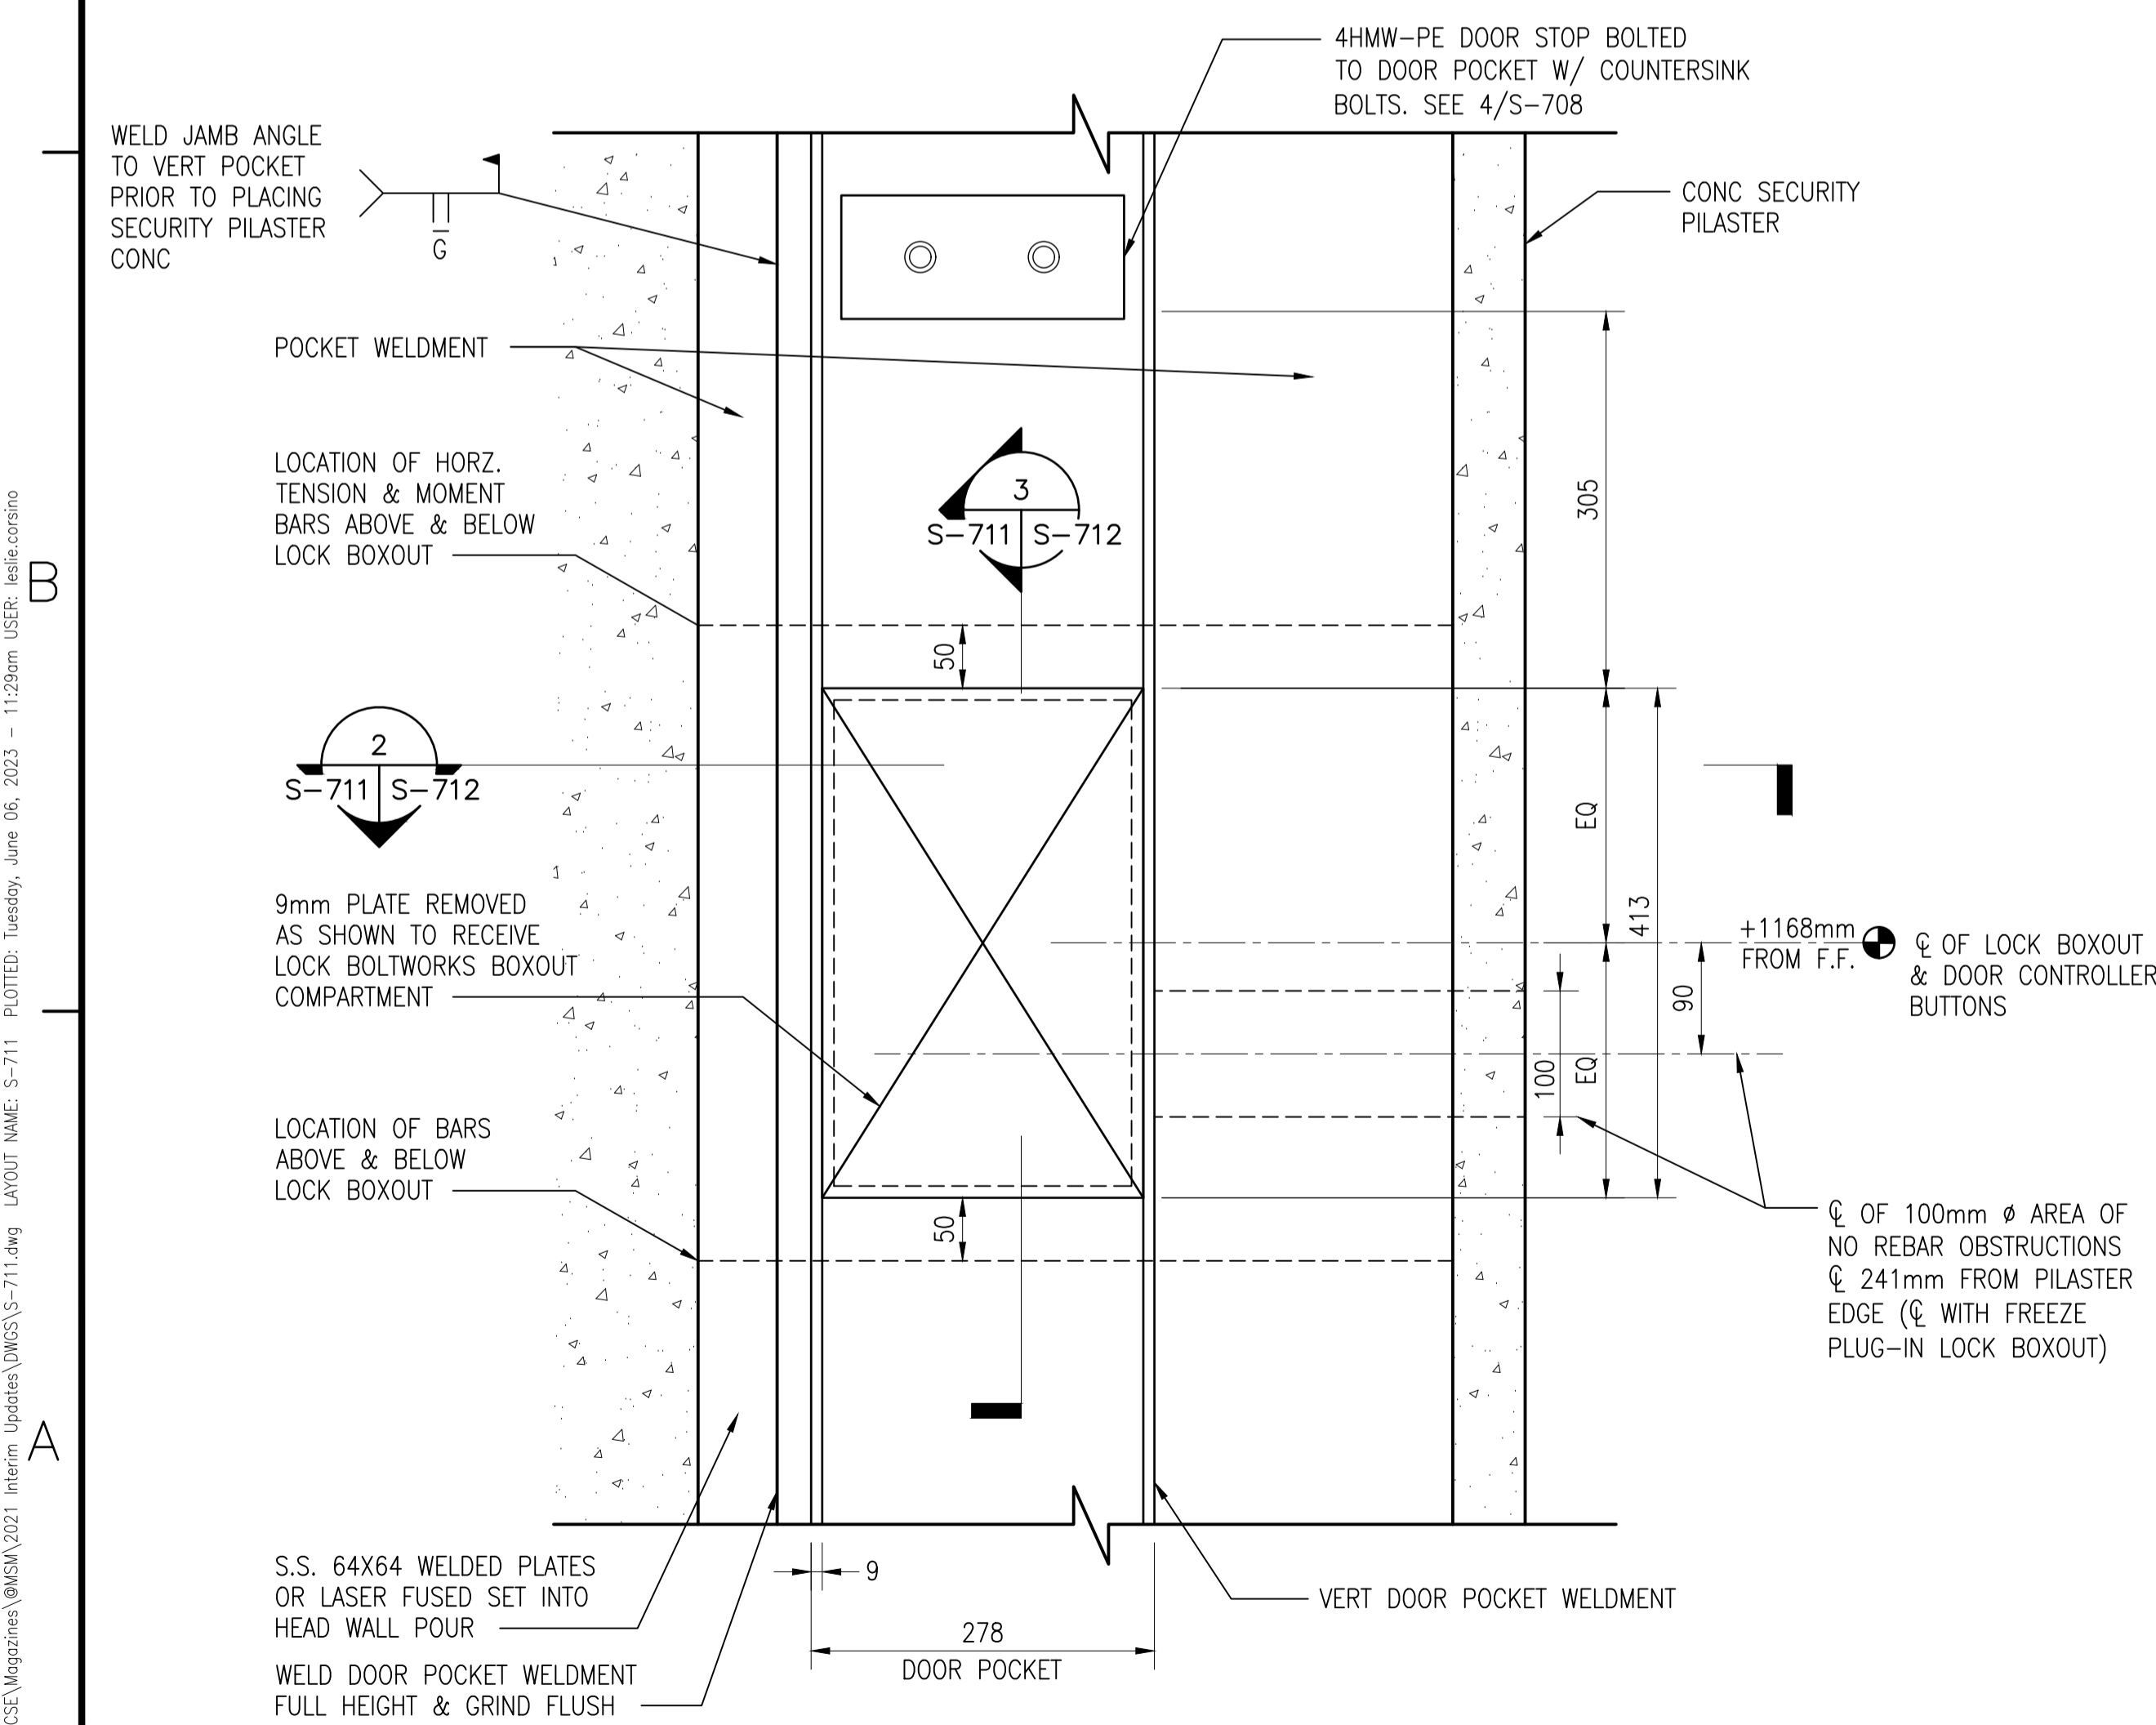 4HMW-PE DOOR STOP BOLTED
TO DOOR POCKET W/ COUNTERSINK
BOLTS. SEE 4/S-708
WELD JAMB ANGLE
TO VERT POCKET
PRIOR TO PLACING
SECURITY PILASTER
CONC
G
CONC SECURITY
PILASTER
POCKET WELDMENT
LOCATION OF HORZ.
TENSION & MOMENT
BARS ABOVE & BELOW
LOCK BOXOUT
3
S-711 S-712
305
B
50
2
S-711 S-712
EQ
413
9mm PLATE REMOVED
AS SHOWN TO RECEIVE
LOCK BOLTWORKS BOXOUT
COMPARTMENT
+1168mm
FROM F.F.
℄ OF LOCK BOXOUT
& DOOR CONTROLLER
BUTTONS
90
100
EQ
LOCATION OF BARS
ABOVE & BELOW
LOCK BOXOUT
50
℄ OF 100mm ø AREA OF
NO REBAR OBSTRUCTIONS
℄ 241mm FROM PILASTER
EDGE (℄ WITH FREEZE
PLUG-IN LOCK BOXOUT)
A
S.S. 64X64 WELDED PLATES
OR LASER FUSED SET INTO
HEAD WALL POUR
9
VERT DOOR POCKET WELDMENT
278
DOOR POCKET
WELD DOOR POCKET WELDMENT
FULL HEIGHT & GRIND FLUSH
CSE\Magazines\@MSM\2021 Interim Updates\DWGS\S-711.dwg LAYOUT NAME: S-711 PLOTTED: Tuesday, June 06, 2023 - 11:29am USER: leslie.corsino